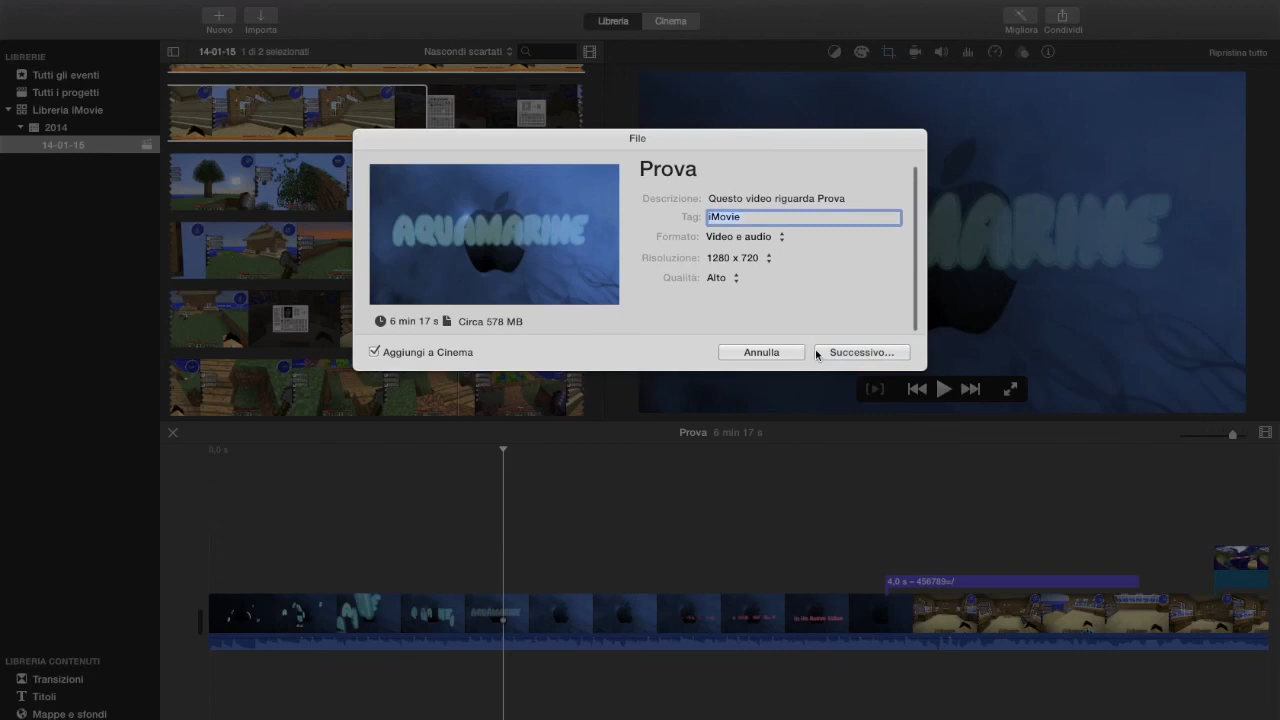 Nuovo
Importa
Libreria
Cinema
Migliora
Condividi
LIBRERIE
Tutti gli eventi
Tutti i progetti
Libreria iMovie
2014
14-01-15
14-01-15 1 di 2 selezionati
Nascondi scartati
Ripristina tutto
File
AQUAMARINE
Prova
Descrizione: Questo video riguarda Prova
Tag: iMovie
Formato: Video e audio
Risoluzione: 1280 x 720
Qualità: Alto
6 min 17 s
Circa 578 MB
Aggiungi a Cinema
Annulla
Successivo...
Prova 6 min 17 s
0,0 s
4,0 s – 456789=/
AQUAMARINE
LIBRERIA CONTENUTI
Transizioni
Titoli
Mappe e sfondi